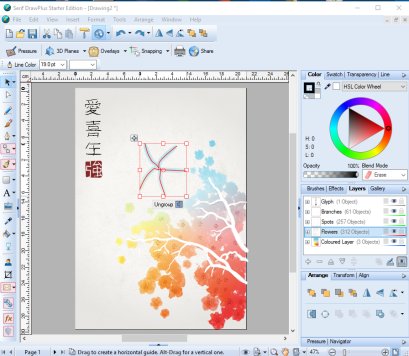 Serif DrawPlus Starter Edition - [Drawing2 *]
File Edit View Insert Format Tools Arrange Window Help
Pressure 3D Planes Overlays Snapping Share
Line Color 19.0 pt
Color Swatch Transparency Line
HSL Color Wheel
H: 0
S: 0
L: 0
Opacity 100% Blend Mode
Erase
Brushes Effects Layers Gallery
Glyph (1 Object)
Branches (61 Objects)
Spots (257 Objects)
Flowers (312 Objects)
Coloured Layer (3 Objects)
Arrange Transform Align
Pressure Navigator
愛
喜
午
強
Ungroup
Page 1 Drag to create a horizontal guide. Alt-Drag for a vertical one. 47%